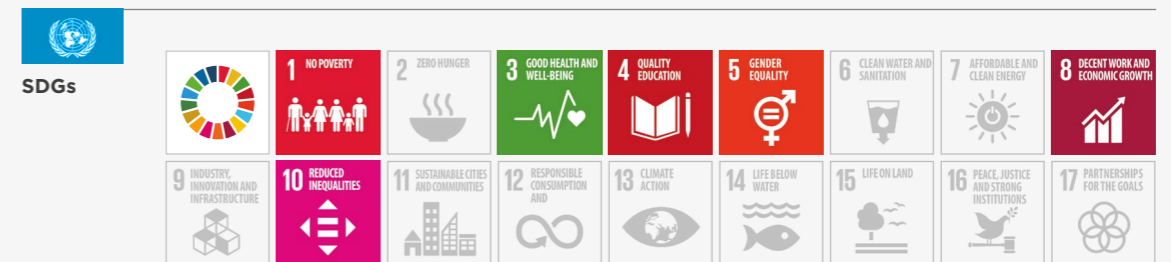 SDGs
1 NO POVERTY
2 ZERO HUNGER
3 GOOD HEALTH AND
WELL-BEING
4 QUALITY
EDUCATION
5 GENDER
EQUALITY
6 CLEAN WATER AND
SANITATION
7 AFFORDABLE AND
CLEAN ENERGY
8 DECENT WORK AND
ECONOMIC GROWTH
9 INDUSTRY,
INNOVATION AND
INFRASTRUCTURE
10 REDUCED
INEQUALITIES
11 SUSTAINABLE CITIES
AND COMMUNITIES
12 RESPONSIBLE
CONSUMPTION
AND
13 CLIMATE
ACTION
14 LIFE BELOW
WATER
15 LIFE ON LAND
16 PEACE, JUSTICE
AND STRONG
INSTITUTIONS
17 PARTNERSHIPS
FOR THE GOALS